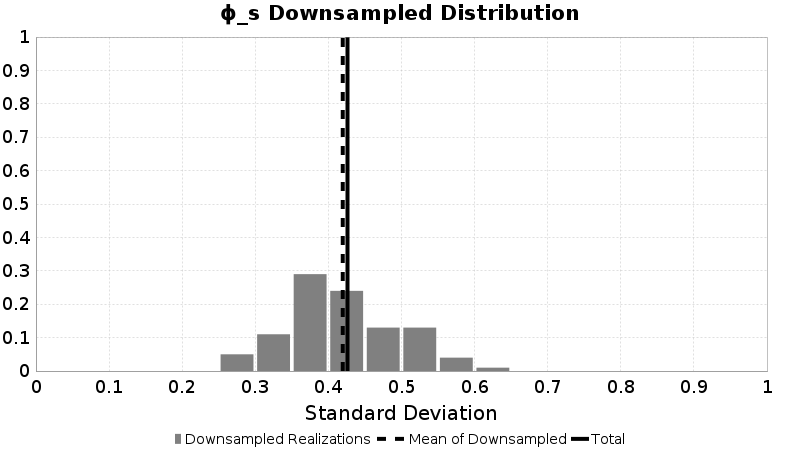 ϕ_s Downsampled Distribution
1
0.9
0.8
0.7
0.6
0.5
0.4
0.3
0.2
0.1
0
0 0.1 0.2 0.3 0.4 0.5 0.6 0.7 0.8 0.9 1
Standard Deviation
Downsampled Realizations Mean of Downsampled Total